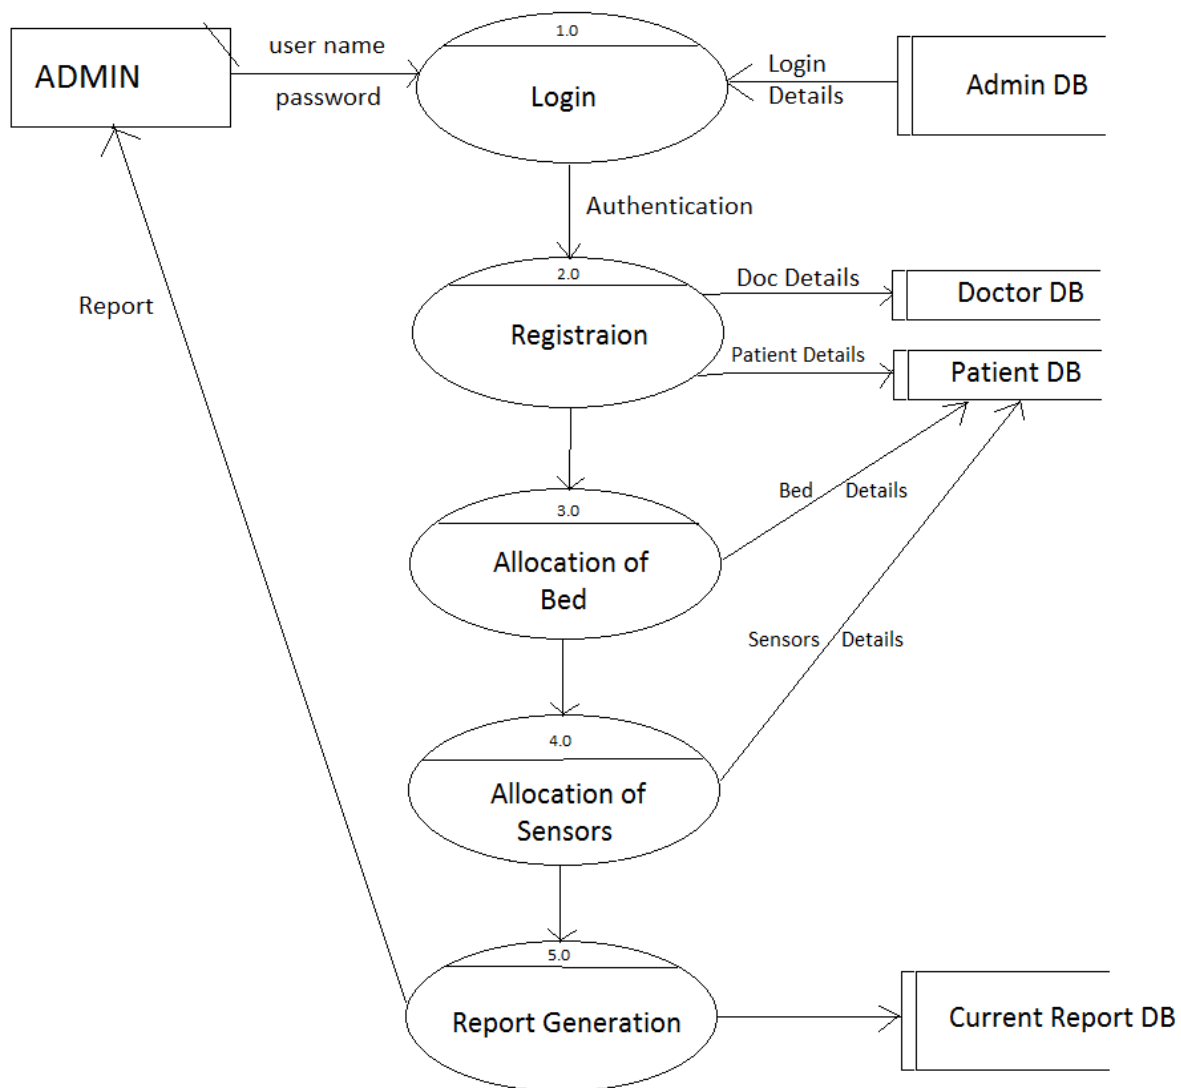 1.0
user name
ADMIN
password
Login
Login
Details
Admin DB
Authentication
2.0
Doc Details
Doctor DB
Report
Registraion
Patient Details
Patient DB
Bed Details
3.0
Allocation of
Bed
Sensors Details
4.0
Allocation of
Sensors
5.0
Report Generation
Current Report DB